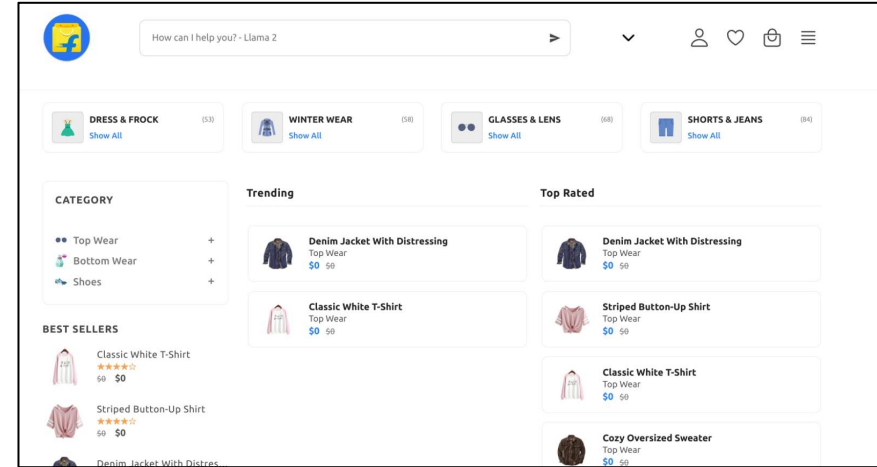 How can I help you? - Llama 2
DRESS & FROCK (53)
Show All
WINTER WEAR (58)
Show All
GLASSES & LENS (68)
Show All
SHORTS & JEANS (84)
Show All
CATEGORY
Top Wear +
Bottom Wear +
Shoes +
BEST SELLERS
Classic White T-Shirt
$0 $0
Striped Button-Up Shirt
$0 $0
Denim Jacket With Distres...
Trending
Denim Jacket With Distressing
Top Wear
$0 $0
Classic White T-Shirt
Top Wear
$0 $0
Top Rated
Denim Jacket With Distressing
Top Wear
$0 $0
Striped Button-Up Shirt
Top Wear
$0 $0
Classic White T-Shirt
Top Wear
$0 $0
Cozy Oversized Sweater
Top Wear
$0 $0